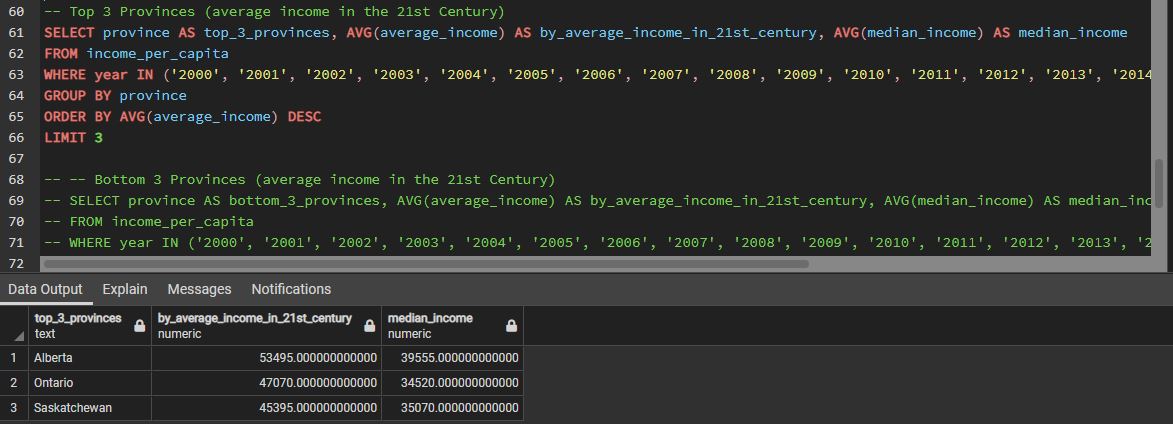 60 -- Top 3 Provinces (average income in the 21st Century)
61 SELECT province AS top_3_provinces, AVG(average_income) AS by_average_income_in_21st_century, AVG(median_income) AS median_income
62 FROM income_per_capita
63 WHERE year IN ('2000', '2001', '2002', '2003', '2004', '2005', '2006', '2007', '2008', '2009', '2010', '2011', '2012', '2013', '2014
64 GROUP BY province
65 ORDER BY AVG(average_income) DESC
66 LIMIT 3
67
68 -- -- Bottom 3 Provinces (average income in the 21st Century)
69 -- SELECT province AS bottom_3_provinces, AVG(average_income) AS by_average_income_in_21st_century, AVG(median_income) AS median_inc
70 -- FROM income_per_capita
71 -- WHERE year IN ('2000', '2001', '2002', '2003', '2004', '2005', '2006', '2007', '2008', '2009', '2010', '2011', '2012', '2013', '2
72
Data Output Explain Messages Notifications
top_3_provinces by_average_income_in_21st_century median_income
text numeric numeric
1 Alberta 53495.000000000000 39555.000000000000
2 Ontario 47070.000000000000 34520.000000000000
3 Saskatchewan 45395.000000000000 35070.000000000000